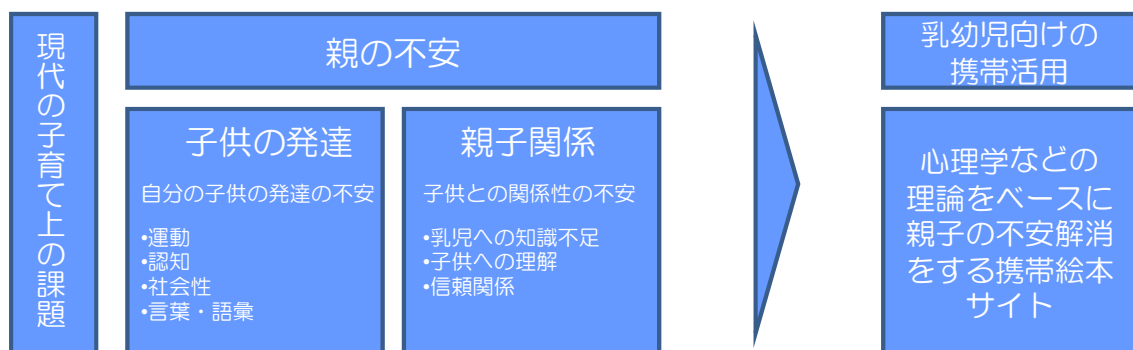 現代の子育て上の課題
親の不安
子供の発達
自分の子供の発達の不安
•運動
•認知
•社会性
•言葉・語彙
親子関係
子供との関係性の不安
•乳児への知識不足
•子供への理解
•信頼関係
乳幼児向けの
携帯活用
心理学などの
理論をベースに
親子の不安解消
をする携帯絵本
サイト